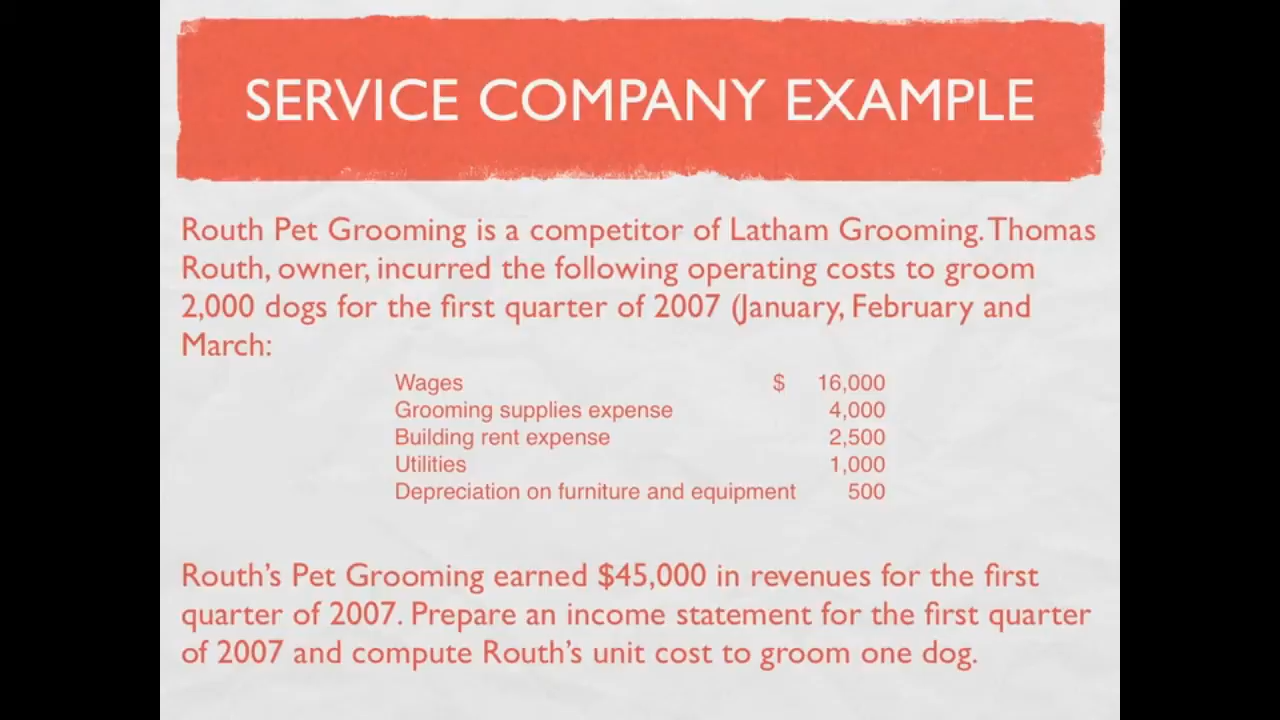 SERVICE COMPANY EXAMPLE
Routh Pet Grooming is a competitor of Latham Grooming. Thomas
Routh, owner, incurred the following operating costs to groom
2,000 dogs for the first quarter of 2007 (January, February and
March:
Wages $ 16,000
Grooming supplies expense 4,000
Building rent expense 2,500
Utilities 1,000
Depreciation on furniture and equipment 500
Routh’s Pet Grooming earned $45,000 in revenues for the first
quarter of 2007. Prepare an income statement for the first quarter
of 2007 and compute Routh’s unit cost to groom one dog.